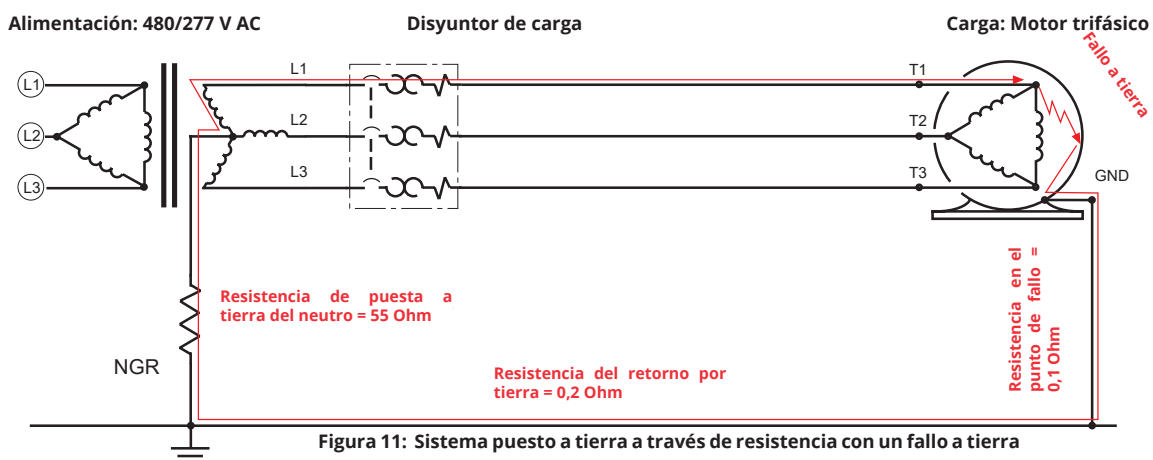 Alimentación: 480/277 V AC
Disyuntor de carga
Carga: Motor trifásico
Fallo a tierra
L1
L2
L3
L1
L2
L3
T1
T2
T3
GND
Resistencia de puesta a
tierra del neutro = 55 Ohm
NGR
Resistencia del retorno por
tierra = 0,2 Ohm
Resistencia en el
punto de fallo =
0,1 Ohm
Figura 11: Sistema puesto a tierra a través de resistencia con un fallo a tierra